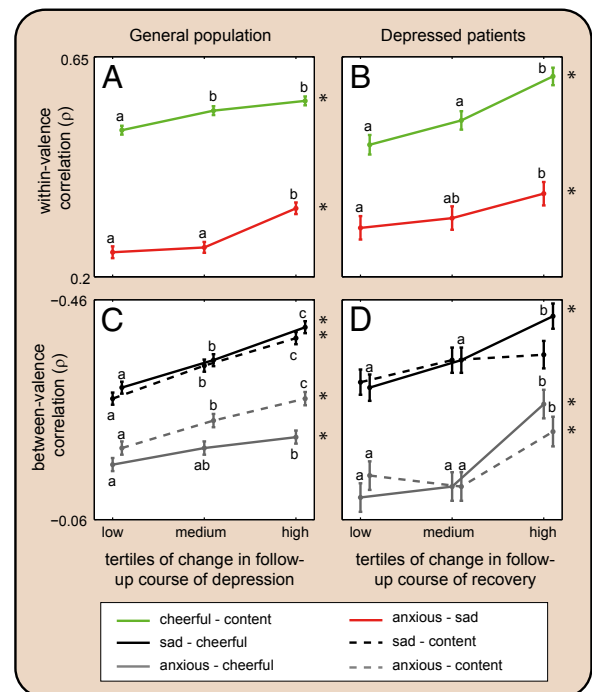 General population
Depressed patients
within-valence
correlation (ρ)
0.65
0.2
A
a
b
b
*
a
a
b
*
B
a
a
b
*
a
ab
b
*
between-valence
correlation (ρ)
−0.46
−0.06
C
a
b
c
*
*
a
b
c
a
b
c
*
a
ab
b
*
low
medium
high
D
a
a
b
*
b
*
*
a
a
a
b
a
low
medium
high
tertiles of change in follow-
up course of depression
tertiles of change in follow-
up course of recovery
cheerful - content
anxious - sad
sad - cheerful
sad - content
anxious - cheerful
anxious - content